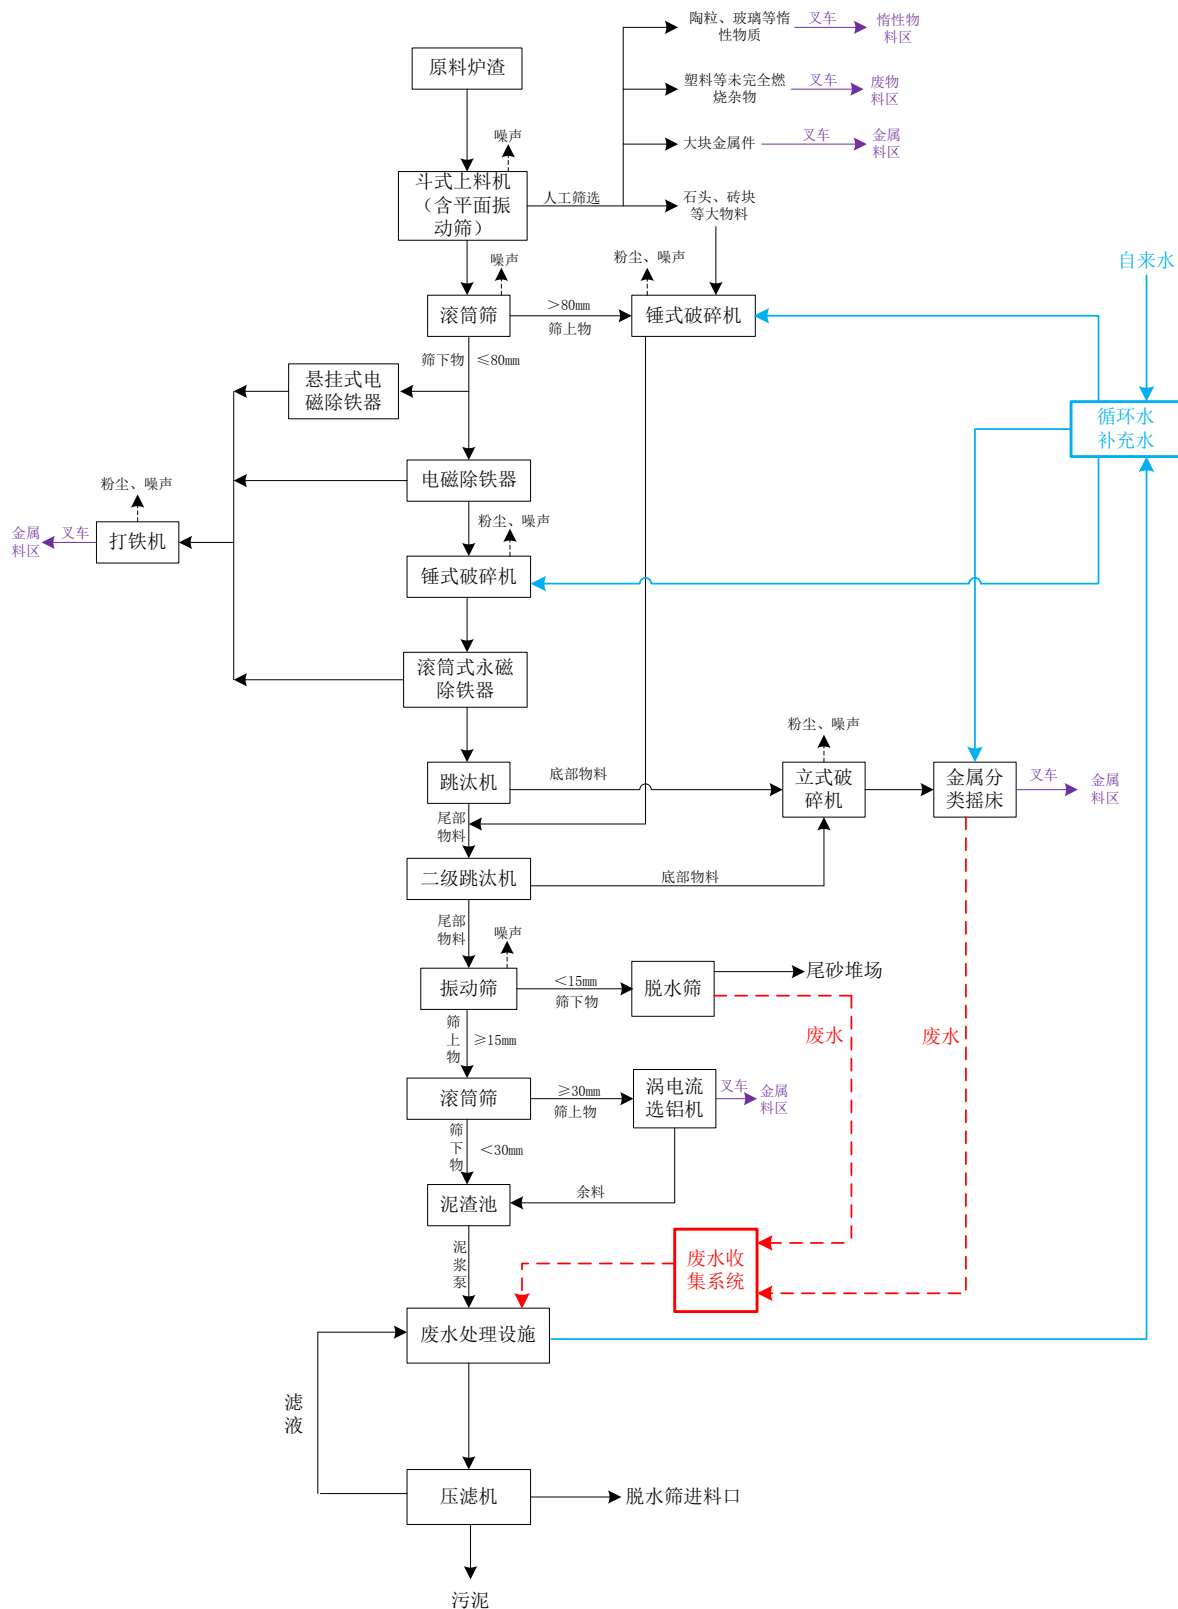 陶粒、玻璃等惰
性物质
叉车
惰性物
料区
原料炉渣
塑料等未完全燃
烧杂物
叉车
废物
料区
噪声
大块金属件
叉车
金属
料区
斗式上料机
（含平面振
动筛）
人工筛选
石头、砖块
等大物料
噪声
粉尘、噪声
自来水
滚筒筛
＞80mm
筛上物
锤式破碎机
筛下物
≤80mm
悬挂式电
磁除铁器
循环水
补充水
电磁除铁器
粉尘、噪声
粉尘、噪声
金属
料区
叉车
打铁机
锤式破碎机
滚筒式永磁
除铁器
粉尘、噪声
跳汰机
底部物料
立式破
碎机
金属分
类摇床
叉车
金属
料区
尾部
物料
二级跳汰机
底部物料
尾部
物料
噪声
振动筛
＜15mm
筛下物
脱水筛
尾砂堆场
筛
上
物
≥15mm
废水
废水
滚筒筛
≥30mm
筛上物
涡电流
选铝机
叉车
金属
料区
筛
下
物
＜30mm
泥渣池
余料
泥
浆
泵
废水收
集系统
废水处理设施
滤
液
压滤机
脱水筛进料口
污泥